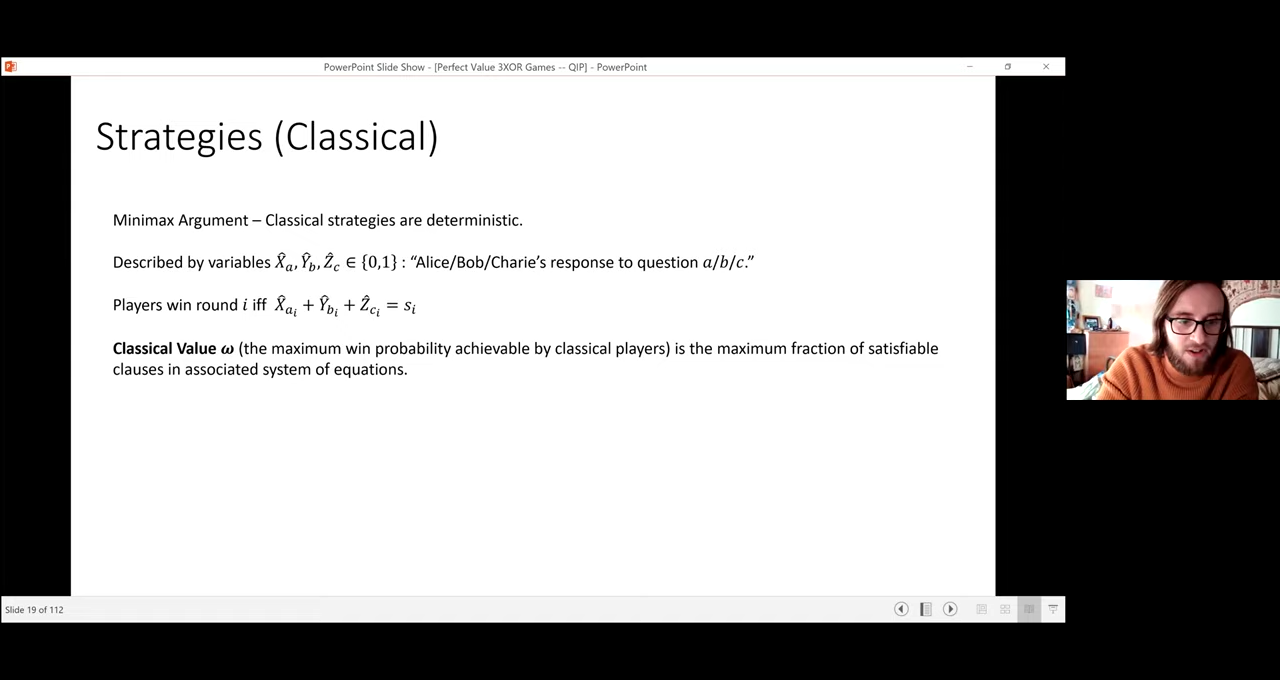 PowerPoint Slide Show - [Perfect Value 3XOR Games -- QIP] - PowerPoint
Strategies (Classical)
Minimax Argument – Classical strategies are deterministic.
Described by variables X̂ₐ, Ŷ_b, Ẑ_c ∈ {0,1} : “Alice/Bob/Charie’s response to question a/b/c.”
Players win round i iff X̂_{a_i} + Ŷ_{b_i} + Ẑ_{c_i} = s_i
Classical Value ω (the maximum win probability achievable by classical players) is the maximum fraction of satisfiable
clauses in associated system of equations.
Slide 19 of 112